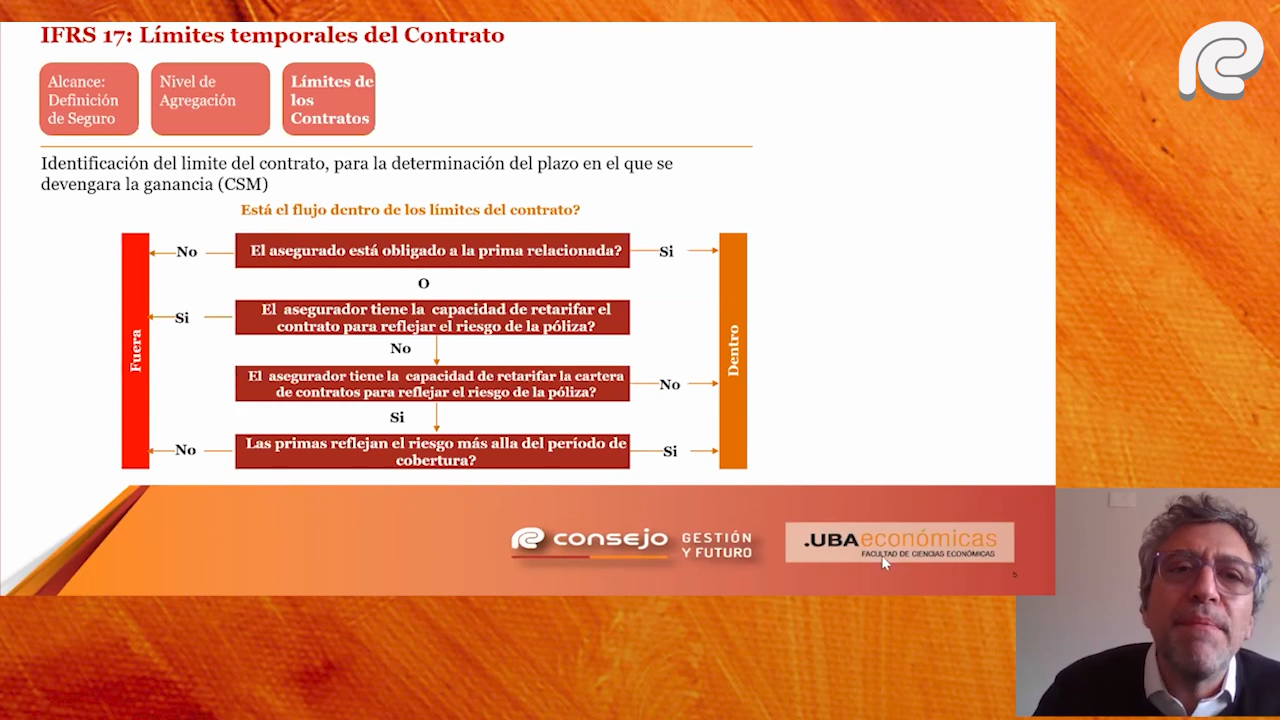 IFRS 17: Límites temporales del Contrato
Alcance:
Definición
de Seguro
Nivel de
Agregación
Límites de
los
Contratos
Identificación del limite del contrato, para la determinación del plazo en el que se
devengara la ganancia (CSM)
Está el flujo dentro de los límites del contrato?
No
El asegurado está obligado a la prima relacionada?
Si
O
Si
El asegurador tiene la capacidad de retarifar el
contrato para reflejar el riesgo de la póliza?
No
El asegurador tiene la capacidad de retarifar la cartera
de contratos para reflejar el riesgo de la póliza?
No
Si
No
Las primas reflejan el riesgo más alla del período de
cobertura?
Si
Fuera
Dentro
consejo
GESTIÓN
Y FUTURO
.UBAeconómicas
FACULTAD DE CIENCIAS ECONÓMICAS
5